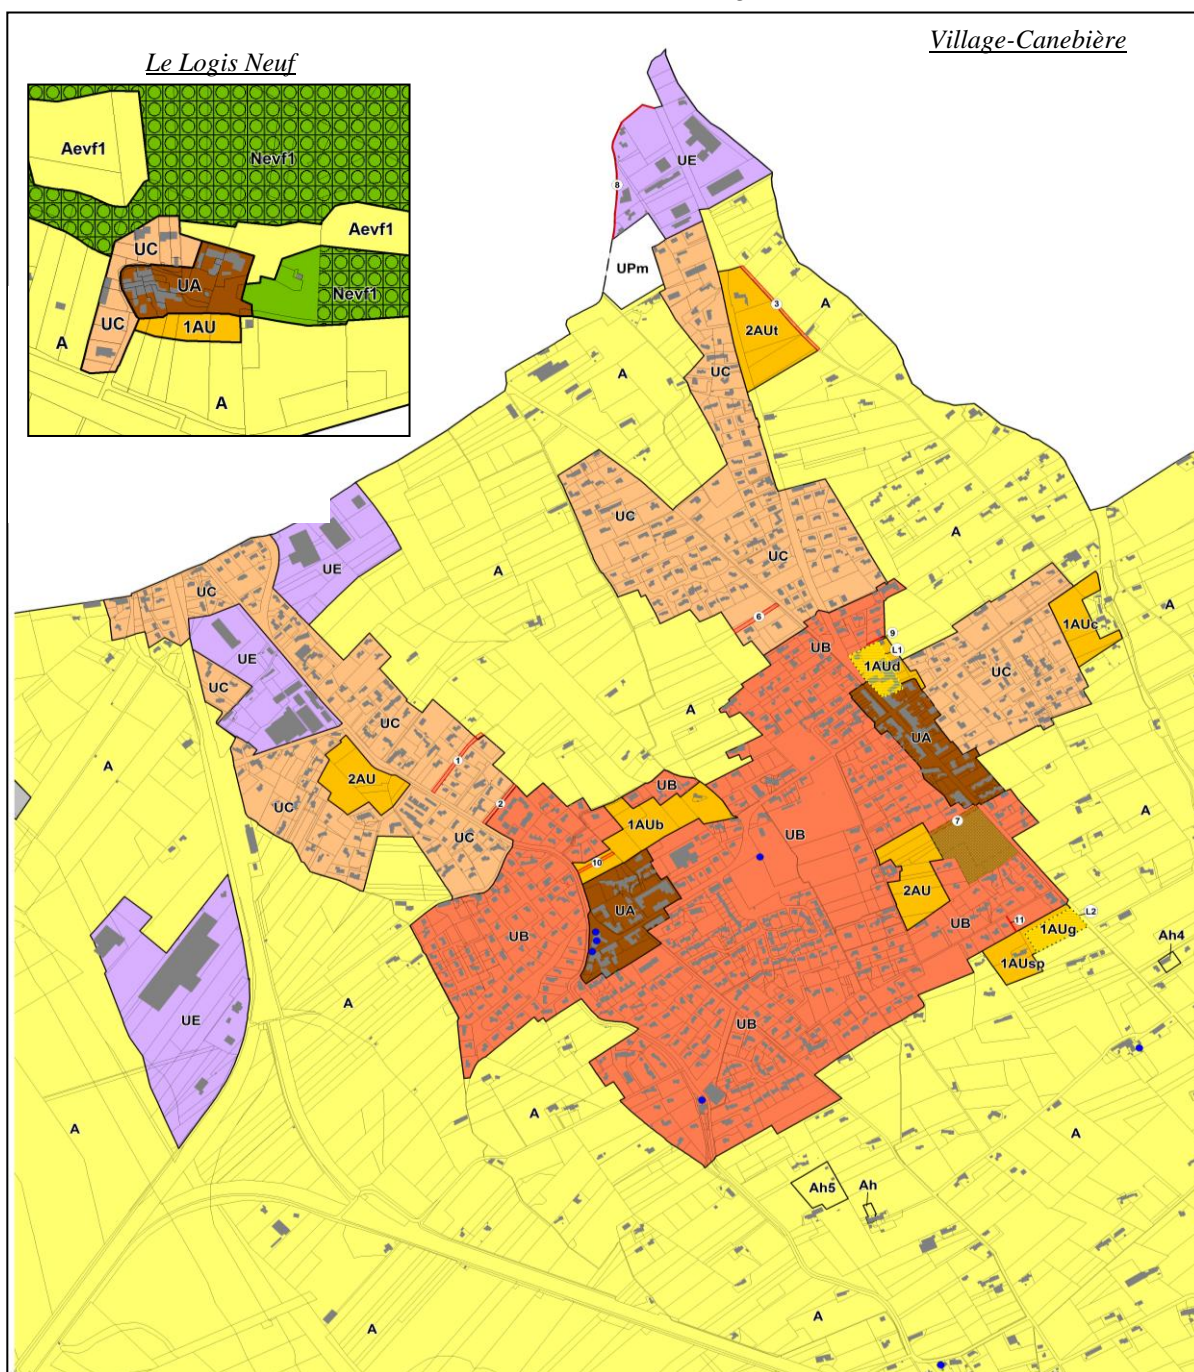 Village-Canebière
Le Logis Neuf
Aevf1
Nevf1
Aevf1
UC
UA
Nevf1
UC
1AU
A
A
UE
8
UPm
3
A
2AUt
A
UC
UC
A
UC
A
UE
UC
6
A
9
L1
1AUc
UB
UE
1AUd
UC
UC
A
UC
UA
1
A
2AU
2
UB
A
UC
7
1AUb
UC
UB
10
2AU
UA
UB
11
L2
UB
1AUg
Ah4
1AUsp
A
UE
UB
A
A
A
Ah5
Ah
A
A